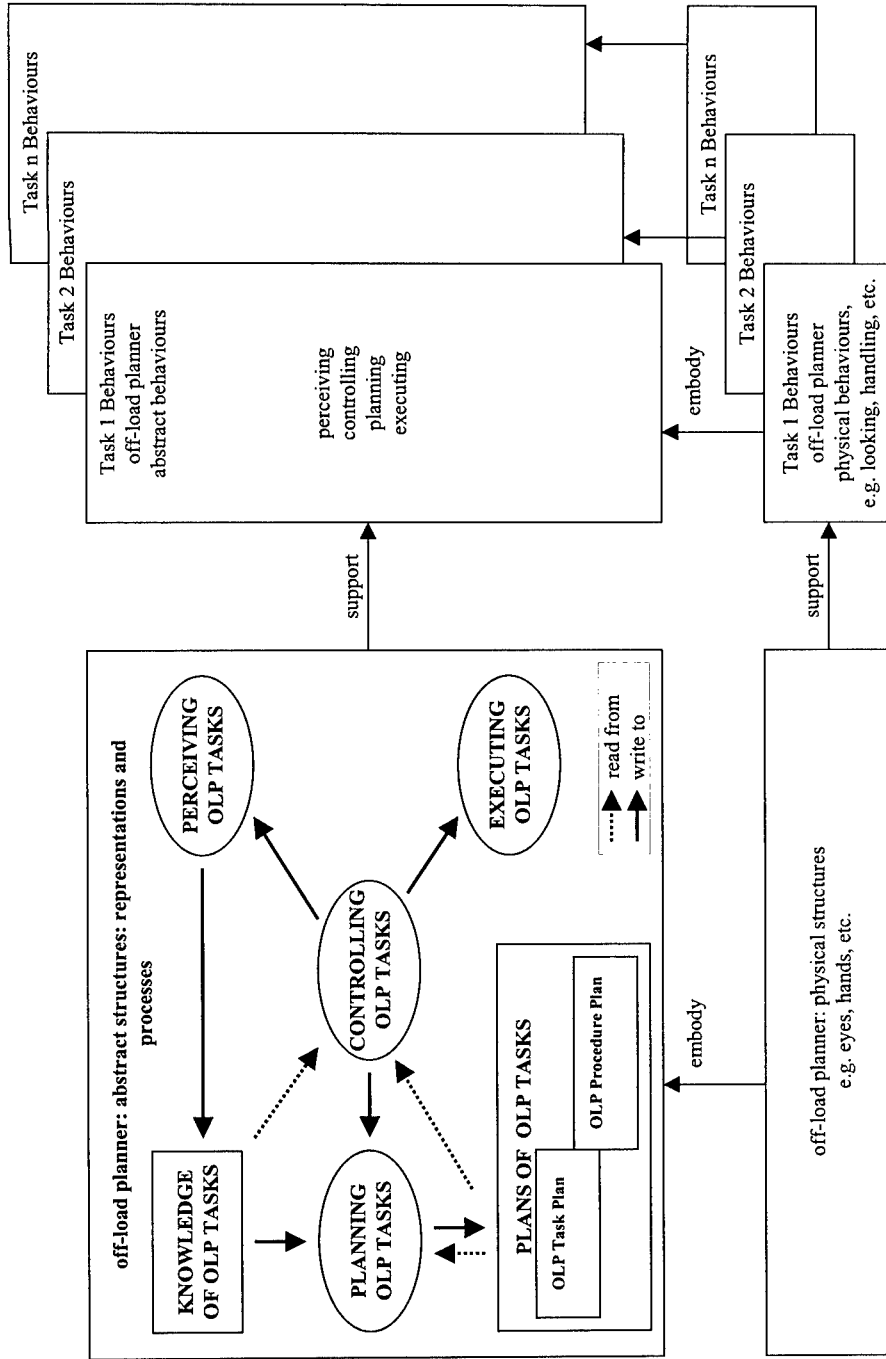 off-load planner: abstract structures: representations and
processes
KNOWLEDGE
OF OLP TASKS
PERCEIVING
OLP TASKS
PLANNING
OLP TASKS
CONTROLLING
OLP TASKS
EXECUTING
OLP TASKS
PLANS OF OLP TASKS
OLP Task Plan
OLP Procedure Plan
read from
write to
support
Task 1 Behaviours
off-load planner
abstract behaviours
perceiving
controlling
planning
executing
Task 2 Behaviours
Task n Behaviours
embody
embody
off-load planner: physical structures
e.g. eyes, hands, etc.
support
Task 1 Behaviours
off-load planner
physical behaviours,
e.g. looking, handling, etc.
Task 2 Behaviours
Task n Behaviours